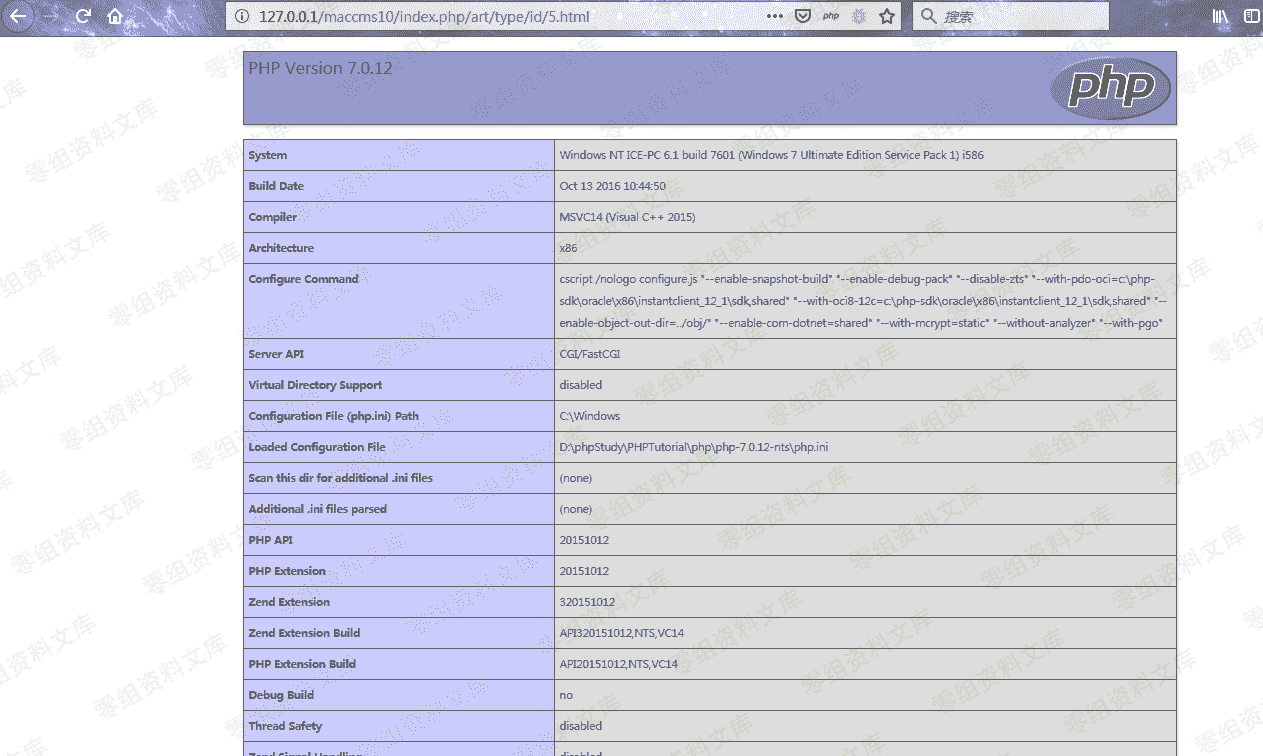 127.0.0.1/maccms10/index.php/art/type/id/5.html
php
搜索
PHP Version 7.0.12
php
System Windows NT ICE-PC 6.1 build 7601 (Windows 7 Ultimate Edition Service Pack 1) i586
Build Date Oct 13 2016 10:44:50
Compiler MSVC14 (Visual C++ 2015)
Architecture x86
Configure Command cscript /nologo configure.js "--enable-snapshot-build" "--enable-debug-pack" "--disable-zts" "--with-pdo-oci=c:\php-
sdk\oracle\x86\instantclient_12_1\sdk,shared" "--with-oci8-12c=c:\php-sdk\oracle\x86\instantclient_12_1\sdk,shared" "--
enable-object-out-dir=../obj/" "--enable-com-dotnet=shared" "--with-mcrypt=static" "--without-analyzer" "--with-pgo"
Server API CGI/FastCGI
Virtual Directory Support disabled
Configuration File (php.ini) Path C:\Windows
Loaded Configuration File D:\phpStudy\PHPTutorial\php\php-7.0.12-nts\php.ini
Scan this dir for additional .ini files (none)
Additional .ini files parsed (none)
PHP API 20151012
PHP Extension 20151012
Zend Extension 320151012
Zend Extension Build API320151012,NTS,VC14
PHP Extension Build API20151012,NTS,VC14
Debug Build no
Thread Safety disabled
Zend Signal Handling disabled
零组资料文库